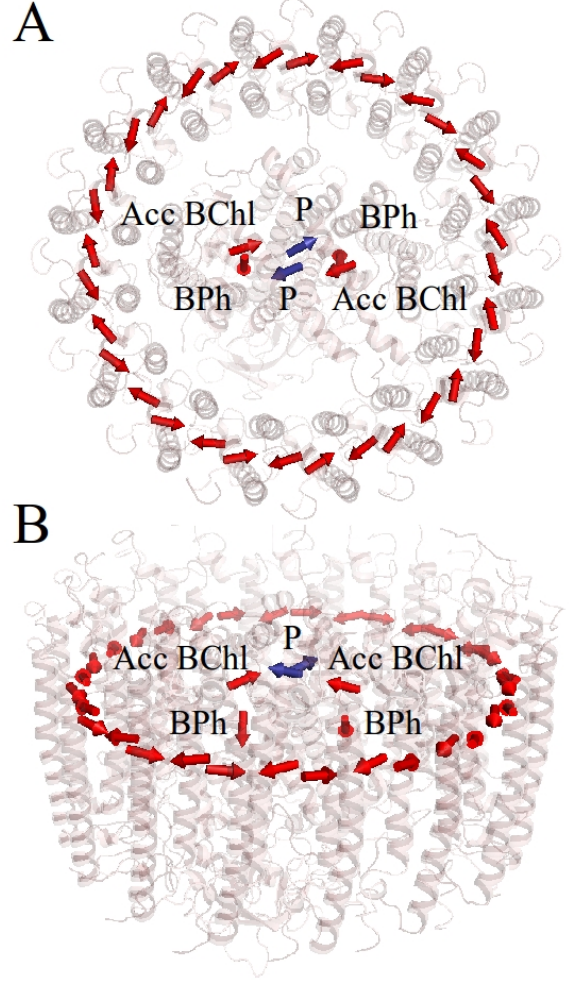 A
Acc BChl P BPh
BPh P Acc BChl
B
P
Acc BChl Acc BChl
BPh BPh